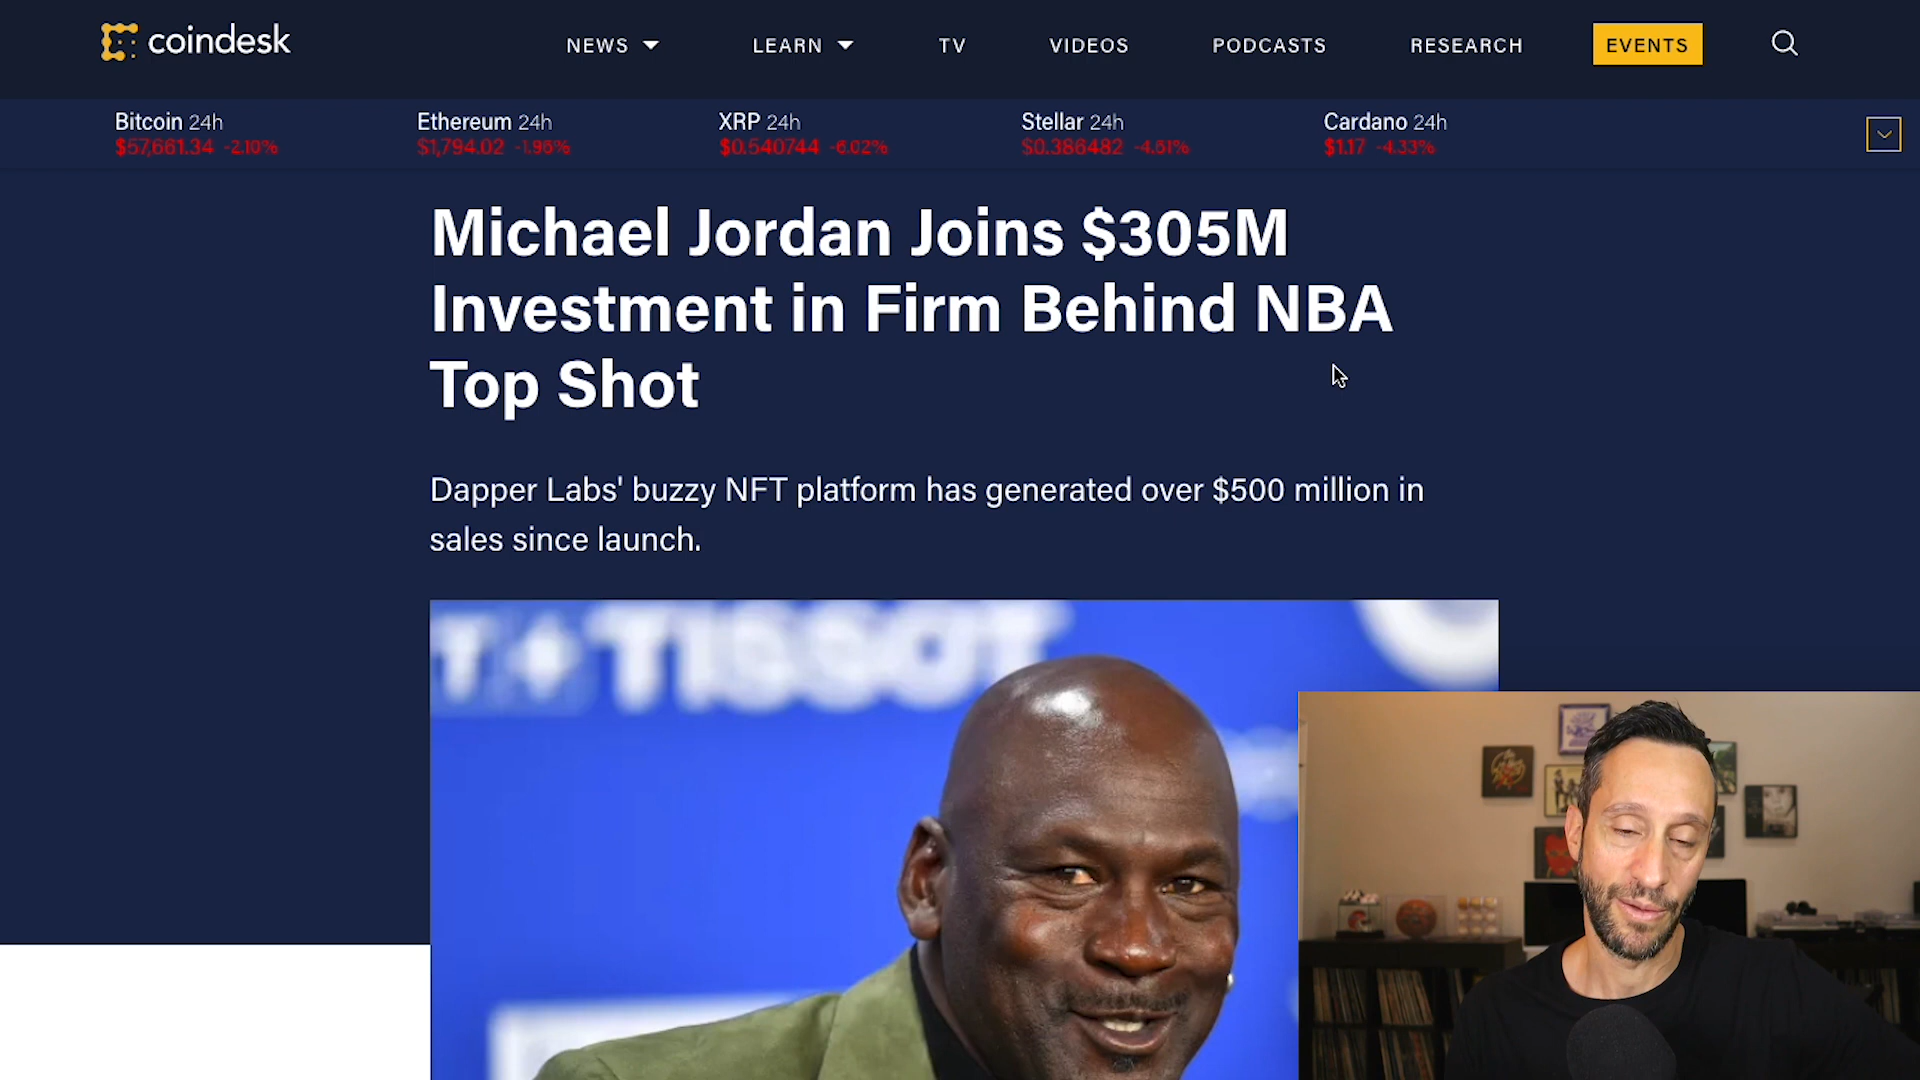 coindesk
NEWS LEARN TV VIDEOS PODCASTS RESEARCH EVENTS
Bitcoin 24h Ethereum 24h XRP 24h Stellar 24h Cardano 24h
$57,661.34 -2.10% $1,794.02 -1.96% $0.540744 -6.02% $0.386482 -4.61% $1.17 -4.33%
Michael Jordan Joins $305M
Investment in Firm Behind NBA
Top Shot
Dapper Labs' buzzy NFT platform has generated over $500 million in
sales since launch.
T+TISSOT